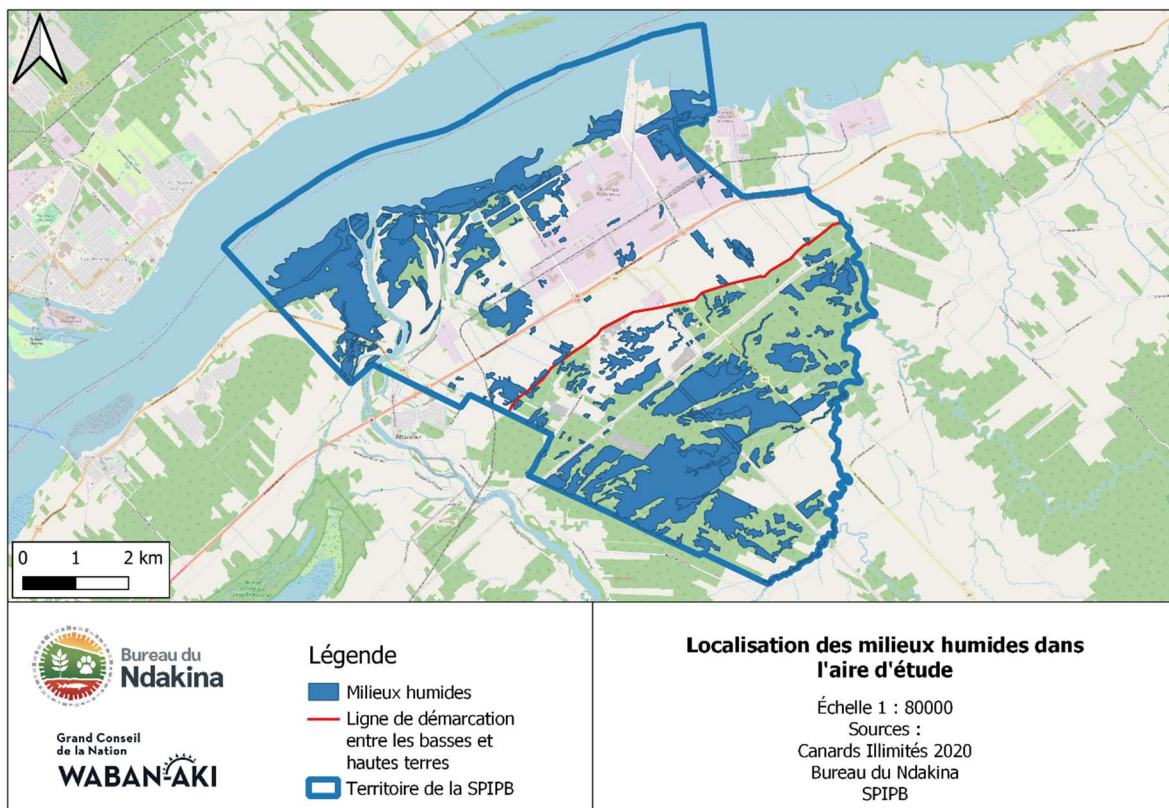 0 1 2 km
Bureau du
Ndakina
Grand Conseil
de la Nation
WABAN-AKI
Légende
Milieux humides
Ligne de démarcation
entre les basses et
hautes terres
Territoire de la SPIPB
Localisation des milieux humides dans
l'aire d'étude
Échelle 1 : 80000
Sources :
Canards Illimités 2020
Bureau du Ndakina
SPIPB